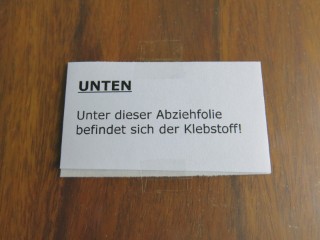 UNTEN
Unter dieser Abziehfolie
befindet sich der Klebstoff!